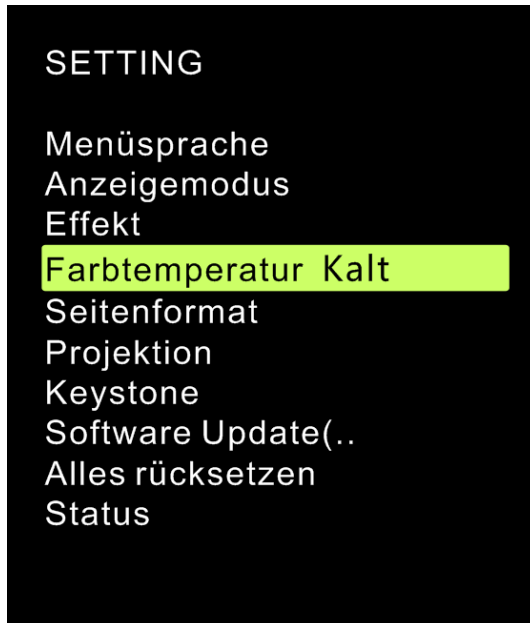 SETTING
Menüsprache
Anzeigemodus
Effekt
Farbtemperatur Kalt
Seitenformat
Projektion
Keystone
Software Update(..
Alles rücksetzen
Status